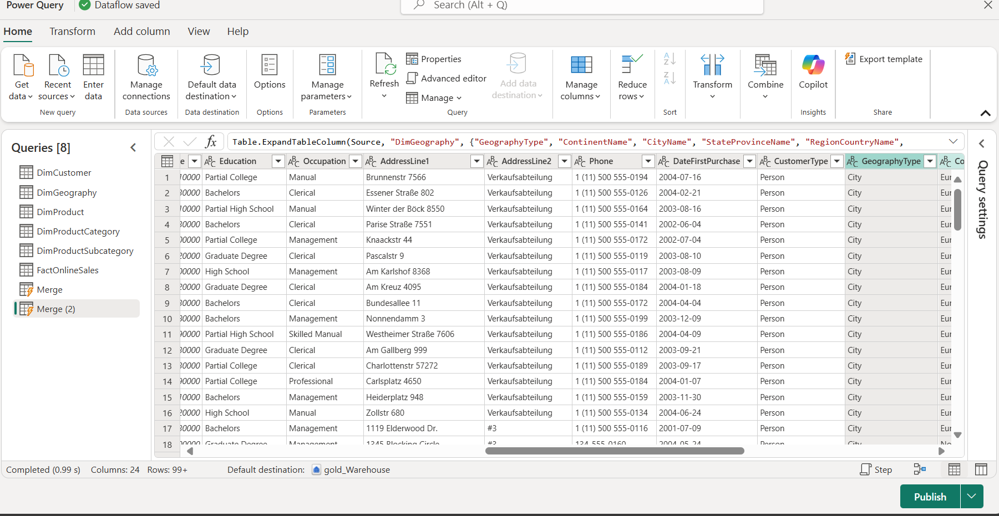 Power Query Dataflow saved Search (Alt + Q)
Home Transform Add column View Help
Get data
Recent sources
Enter data
New query
Manage connections
Data sources
Default data destination
Data destination
Options
Options
Manage parameters
Parameters
Refresh
Properties
Advanced editor
Manage
Add data destination
Query
Manage columns
Reduce rows
A Z
Z A
Sort
Transform
Combine
Copilot
Insights
Export template
Share
Queries [8]
DimCustomer
DimGeography
DimProduct
DimProductCategory
DimProductSubcategory
FactOnlineSales
Merge
Merge (2)
fx Table.ExpandTableColumn(Source, "DimGeography", {"GeographyType", "ContinentName", "CityName", "StateProvinceName", "RegionCountryName",
e ABC Education ABC Occupation ABC AddressLine1 ABC AddressLine2 ABC Phone ABC DateFirstPurchase ABC CustomerType ABC GeographyType ABC Co
1 10000 Partial College Manual Brunnenstr 7566 Verkaufsabteilung 1 (11) 500 555-0194 2004-07-16 Person City Eur
2 30000 Bachelors Clerical Essener Straße 802 Verkaufsabteilung 1 (11) 500 555-0126 2004-02-21 Person City Eur
3 10000 Partial High School Manual Winter der Böck 8550 Verkaufsabteilung 1 (11) 500 555-0164 2003-08-16 Person City Eur
4 30000 Bachelors Clerical Parise Straße 7551 Verkaufsabteilung 1 (11) 500 555-0141 2002-06-04 Person City Eur
5 00000 Partial College Management Knaackstr 44 Verkaufsabteilung 1 (11) 500 555-0172 2002-07-04 Person City Eur
6 20000 Graduate Degree Clerical Pascalstr 9 Verkaufsabteilung 1 (11) 500 555-0119 2003-08-10 Person City Eur
7 00000 High School Management Am Karlshof 8368 Verkaufsabteilung 1 (11) 500 555-0117 2003-08-09 Person City Eur
8 20000 Graduate Degree Clerical Am Kreuz 4095 Verkaufsabteilung 1 (11) 500 555-0184 2004-01-18 Person City Eur
9 30000 Bachelors Clerical Bundesallee 11 Verkaufsabteilung 1 (11) 500 555-0172 2004-04-04 Person City Eur
10 30000 Bachelors Management Nonnendamm 3 Verkaufsabteilung 1 (11) 500 555-0199 2003-12-09 Person City Eur
11 90000 Partial High School Skilled Manual Westheimer Straße 7606 Verkaufsabteilung 1 (11) 500 555-0186 2004-04-09 Person City Eur
12 30000 Graduate Degree Clerical Am Gallberg 999 Verkaufsabteilung 1 (11) 500 555-0112 2003-09-21 Person City Eur
13 30000 Partial College Clerical Charlottenstr 57272 Verkaufsabteilung 1 (11) 500 555-0189 2003-09-17 Person City Eur
14 90000 Partial College Professional Carlsplatz 4650 Verkaufsabteilung 1 (11) 500 555-0184 2004-01-07 Person City Eur
15 10000 Bachelors Management Heiderplatz 948 Verkaufsabteilung 1 (11) 500 555-0159 2003-11-30 Person City Eur
16 20000 High School Manual Zollstr 680 Verkaufsabteilung 1 (11) 500 555-0134 2004-06-24 Person City Eur
17 30000 Bachelors Management 1119 Elderwood Dr. #3 1 (11) 500 555-0116 2001-07-09 Person City Eur
18 Graduate Degree Management 1345 Blocking Circle 134-555-0160 2004-05-24 Person City
Query settings
Completed (0.99 s) Columns: 24 Rows: 99+ Default destination: gold_Warehouse Step
Publish